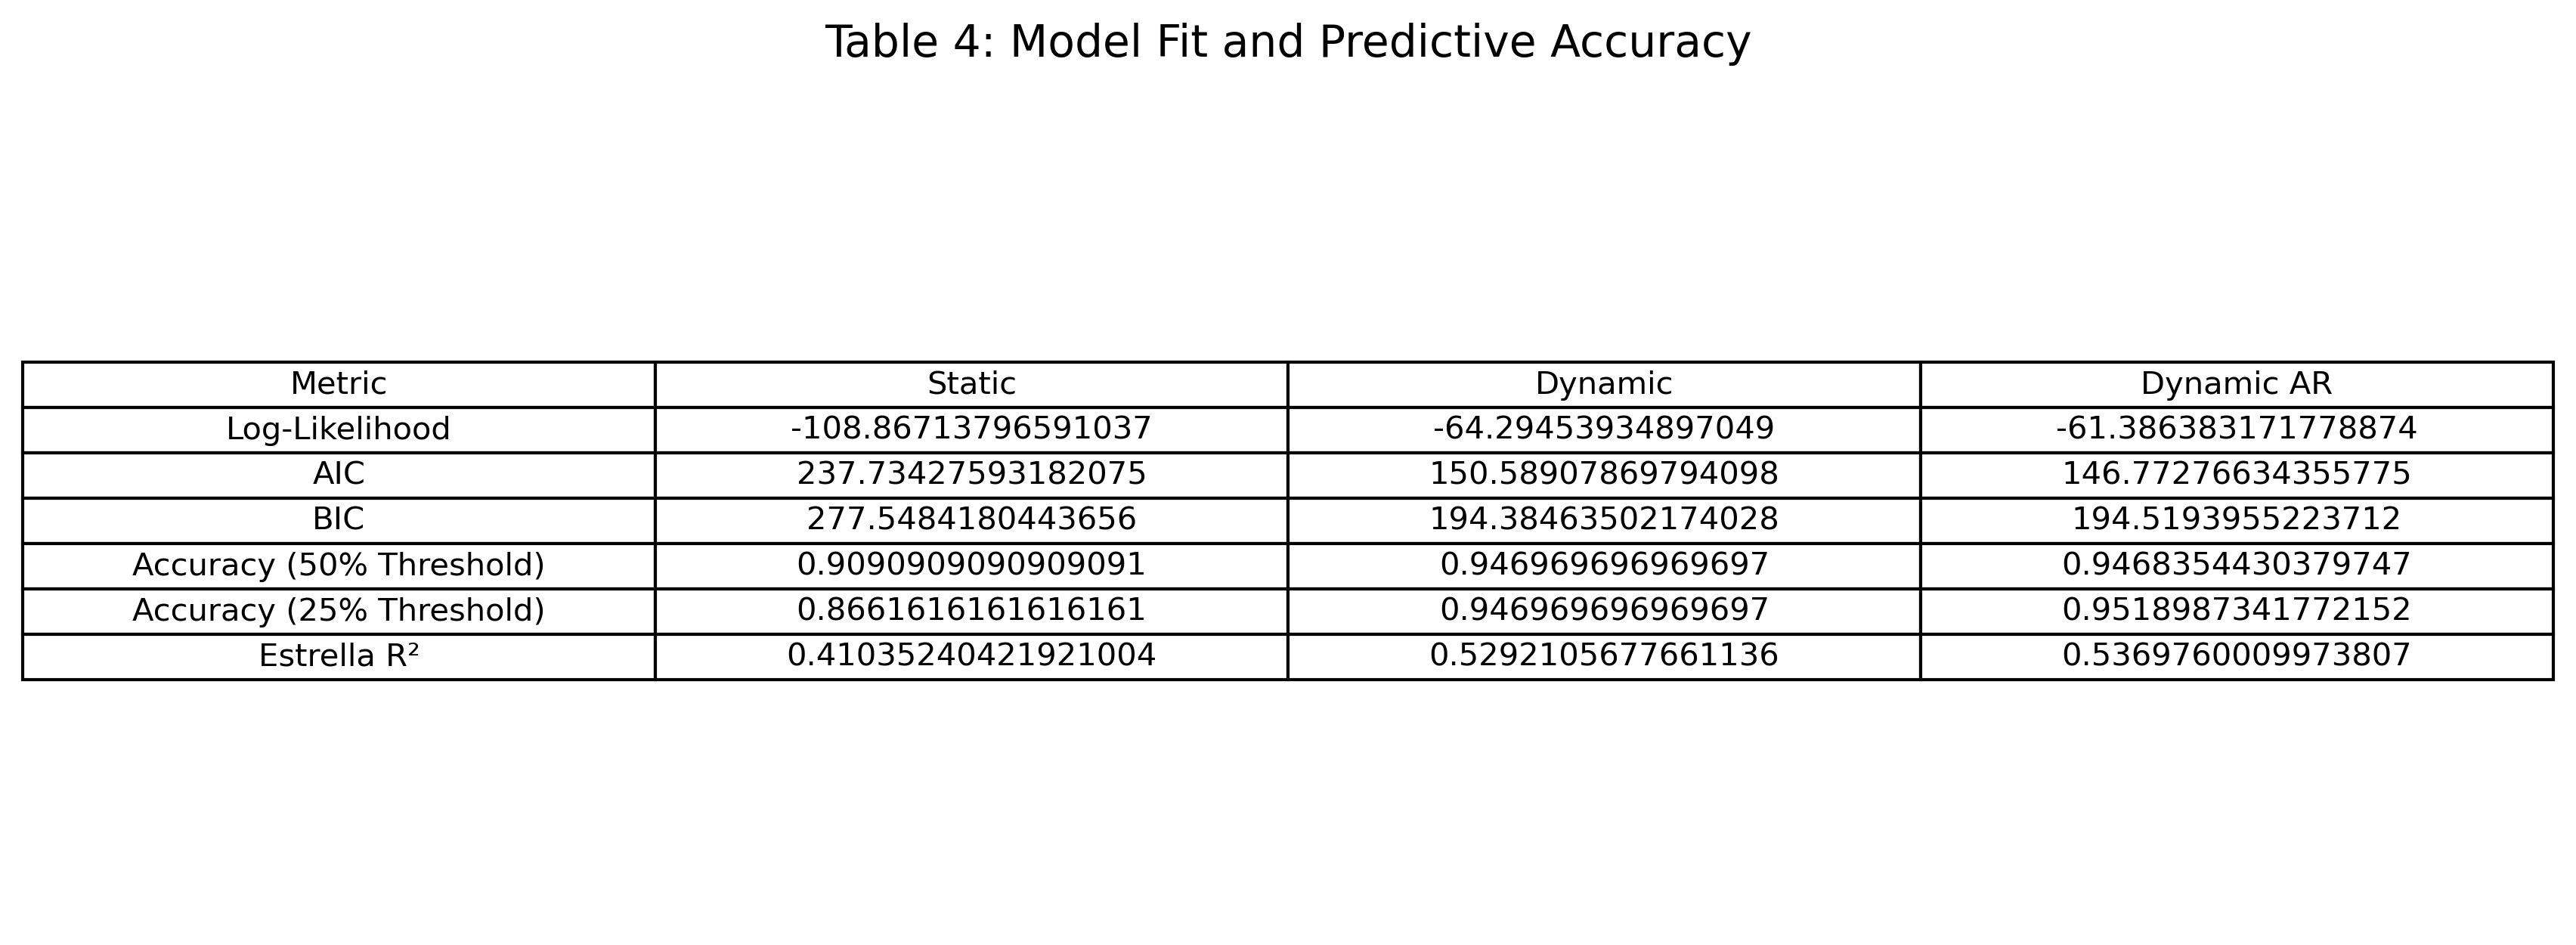 Table 4: Model Fit and Predictive Accuracy
Metric Static Dynamic Dynamic AR
Log-Likelihood -108.86713796591037 -64.29453934897049 -61.386383171778874
AIC 237.73427593182075 150.58907869794098 146.77276634355775
BIC 277.5484180443656 194.38463502174028 194.5193955223712
Accuracy (50% Threshold) 0.9090909090909091 0.946969696969697 0.9468354430379747
Accuracy (25% Threshold) 0.8661616161616161 0.946969696969697 0.9518987341772152
Estrella R² 0.41035240421921004 0.5292105677661136 0.5369760009973807